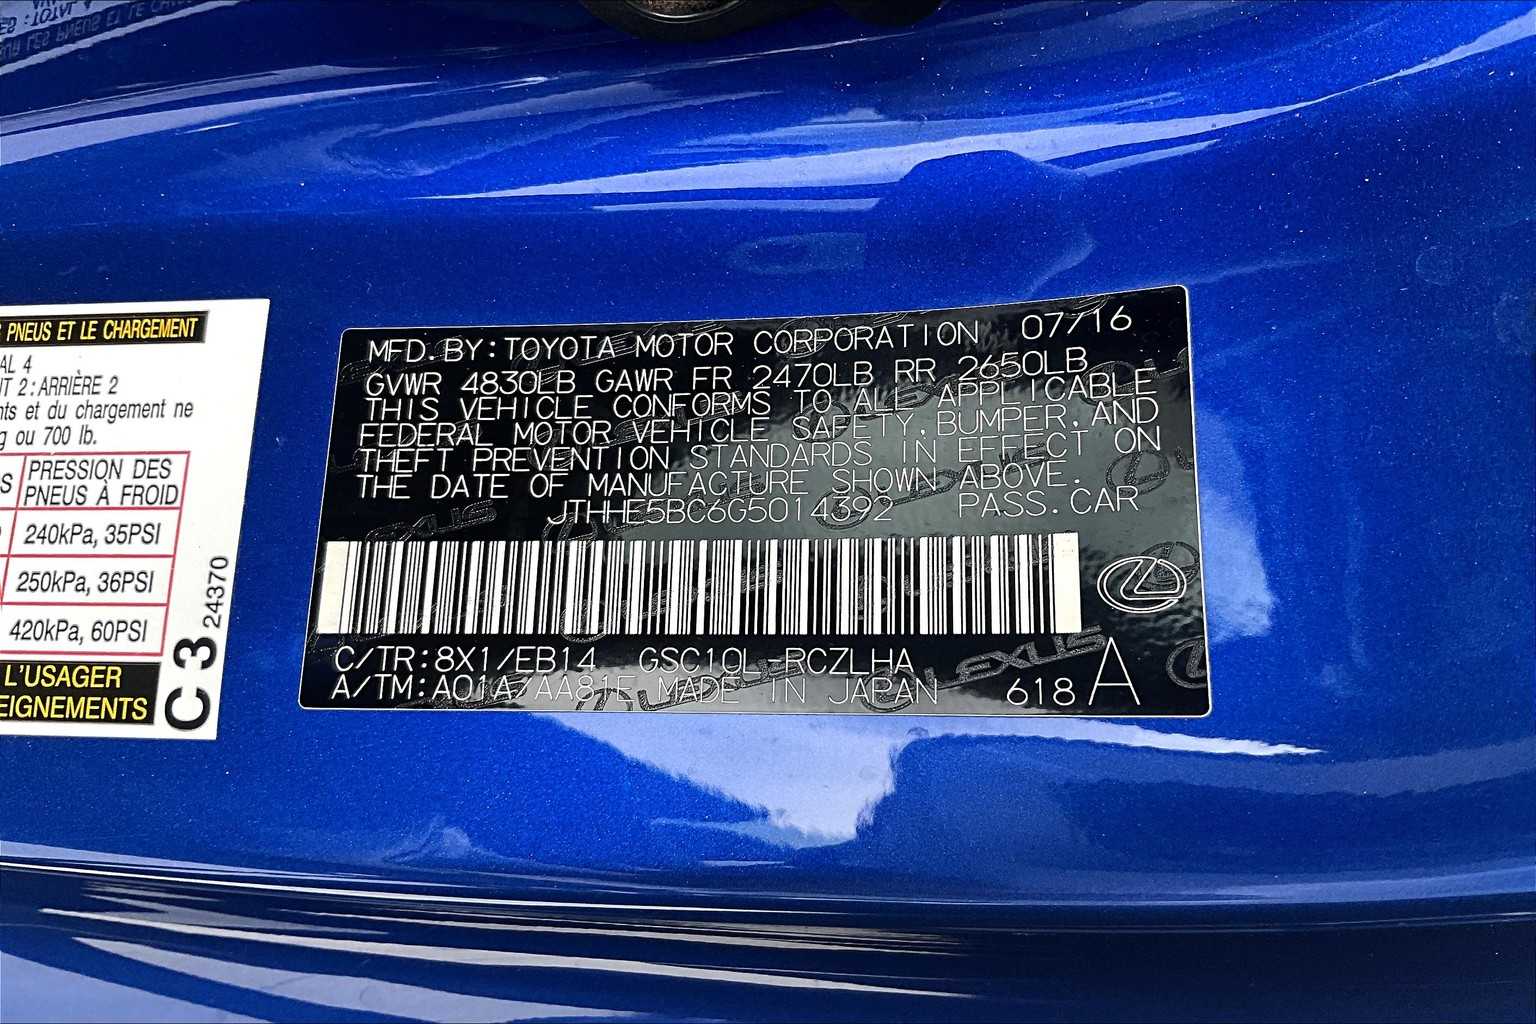 PNEUS ET LE CHARGEMENT
AL 4
NT 2 : ARRIÈRE 2
nts et du chargement ne
g ou 700 lb.
S PRESSION DES
PNEUS À FROID
240kPa, 35PSI
250kPa, 36PSI
420kPa, 60PSI
L'USAGER
EIGNEMENTS
C3 24370
MFD. BY: TOYOTA MOTOR CORPORATION 07/16
GVWR 4830LB GAWR FR 2470LB RR 2650LB
THIS VEHICLE CONFORMS TO ALL APPLICABLE
FEDERAL MOTOR VEHICLE SAFETY, BUMPER, AND
THEFT PREVENTION STANDARDS IN EFFECT ON
THE DATE OF MANUFACTURE SHOWN ABOVE.
JTHHE5BC6G5014392 PASS. CAR
C/TR: 8X1/EB14 GSC10L-RCZLHA
A/TM: A01A/AA81E MADE IN JAPAN 618 A
LEXUS